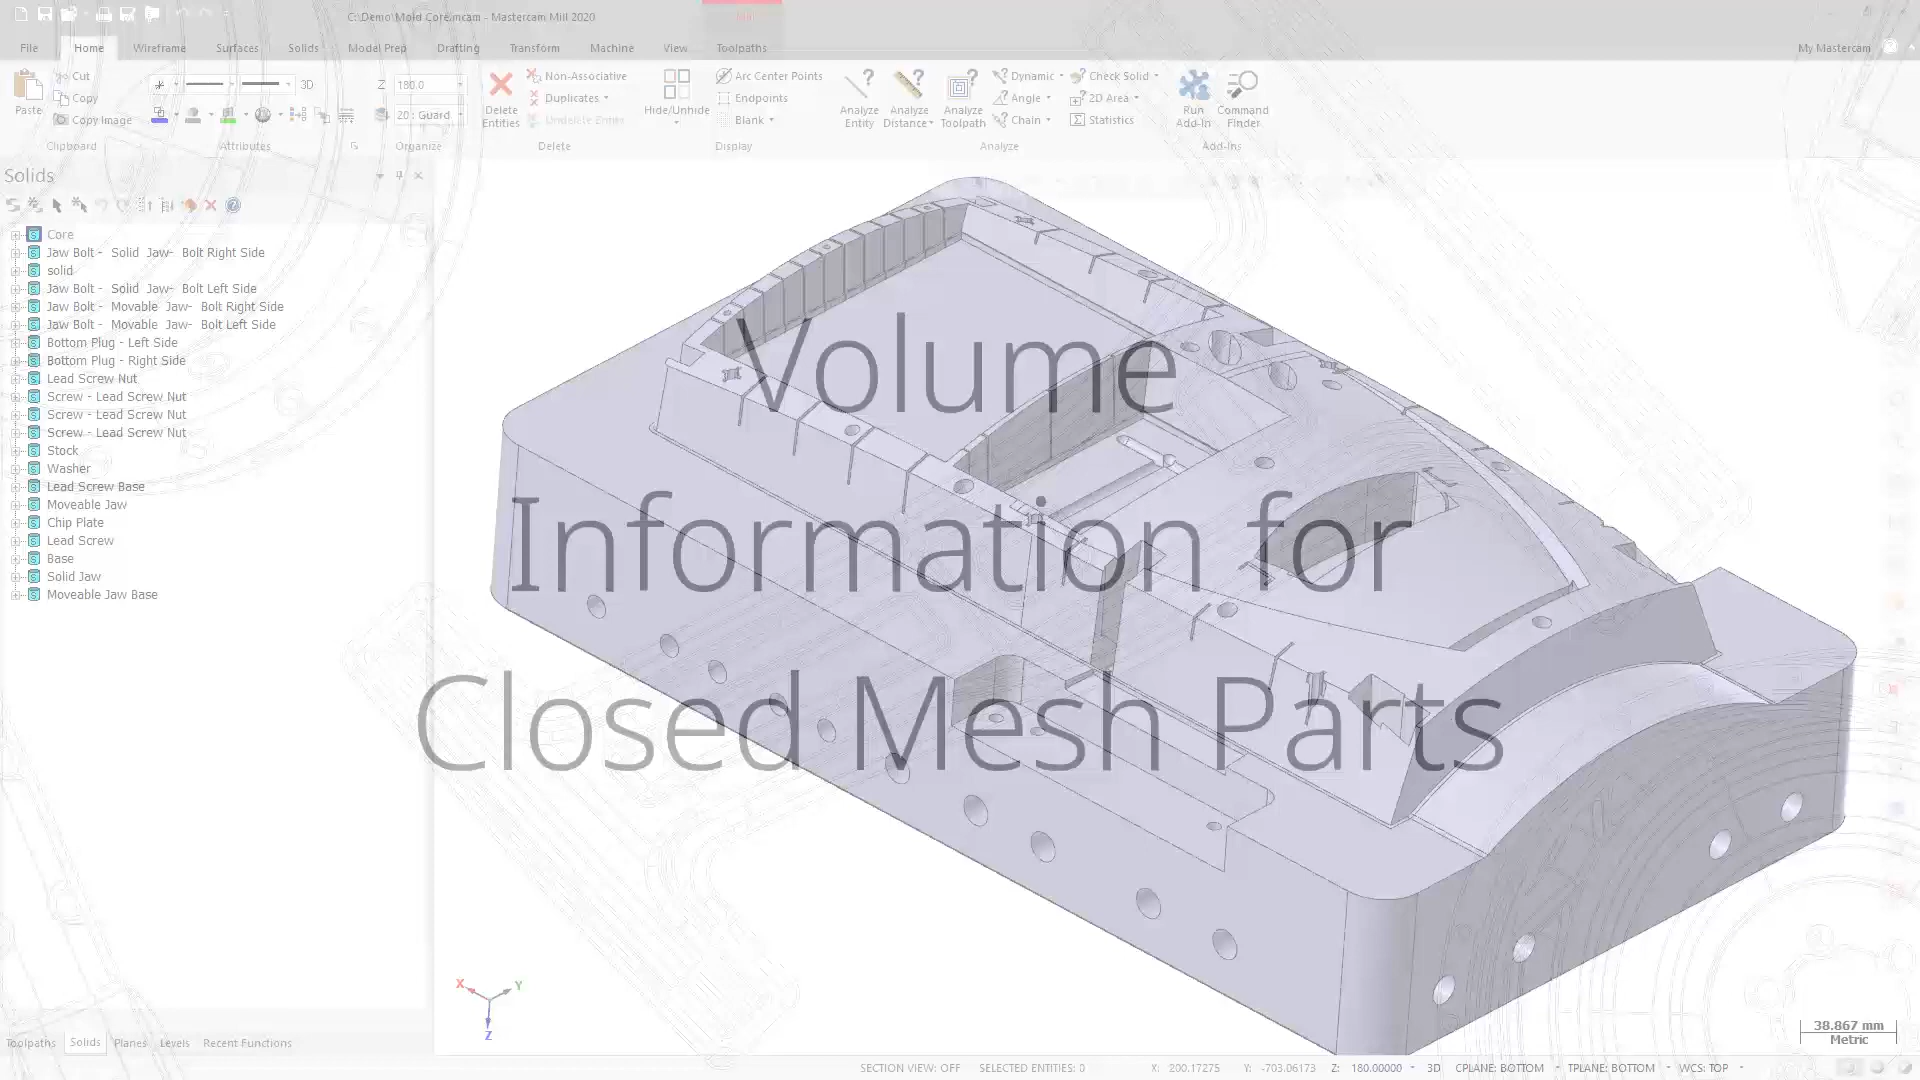 C:\Demo\Mold Core.mcam - Mastercam Mill 2020
File Home Wireframe Surfaces Solids Model Prep Drafting Transform Machine View Toolpaths My Mastercam
Paste
Cut
Copy
Copy Image
Clipboard
3D
Attributes
Z 180.0
20 : Guard
Organize
Delete Entities
Non-Associative
Duplicates
Undelete Entity
Delete
Hide/Unhide
Arc Center Points
Endpoints
Blank
Display
Analyze Entity
Analyze Distance
Analyze Toolpath
Dynamic
Angle
Chain
Check Solid
2D Area
Statistics
Analyze
Run Add-In
Command Finder
Add-Ins
Solids
Core
Jaw Bolt - Solid Jaw- Bolt Right Side
solid
Jaw Bolt - Solid Jaw- Bolt Left Side
Jaw Bolt - Movable Jaw- Bolt Right Side
Jaw Bolt - Movable Jaw- Bolt Left Side
Bottom Plug - Left Side
Bottom Plug - Right Side
Lead Screw Nut
Screw - Lead Screw Nut
Screw - Lead Screw Nut
Screw - Lead Screw Nut
Stock
Washer
Lead Screw Base
Moveable Jaw
Chip Plate
Lead Screw
Base
Solid Jaw
Moveable Jaw Base
Volume
Information for
Closed Mesh Parts
X
Y
Z
38.867 mm
Metric
Toolpaths Solids Planes Levels Recent Functions
SECTION VIEW: OFF SELECTED ENTITIES: 0 X: 200.17275 Y: -703.06173 Z: 180.00000 3D CPLANE: BOTTOM TPLANE: BOTTOM WCS: TOP